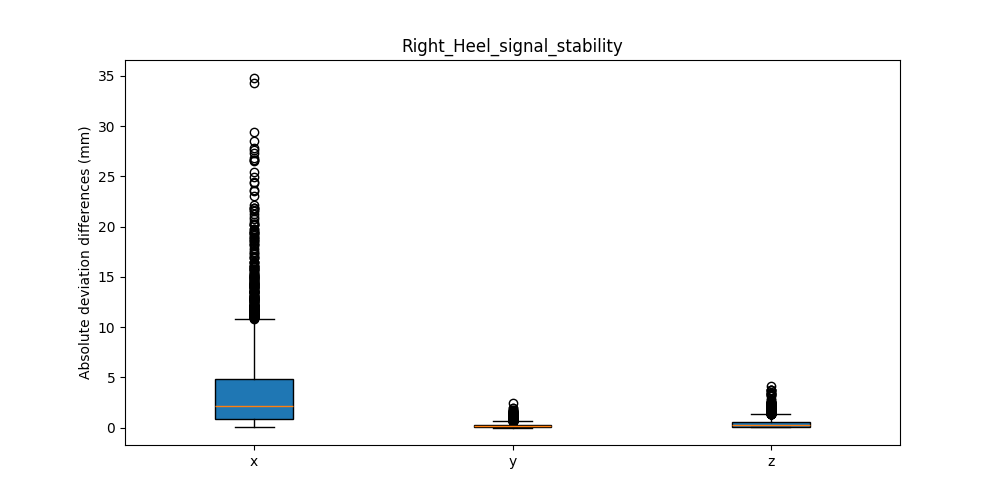 Right_Heel_signal_stability
Absolute deviation differences (mm)
35
30
25
20
15
10
5
0
x y z